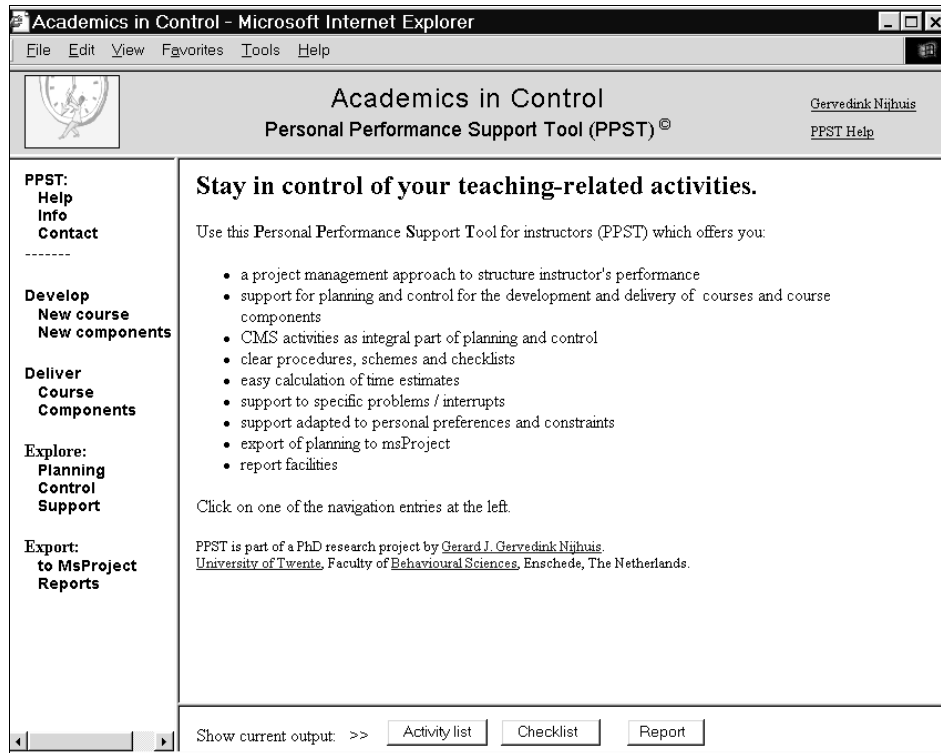 Academics in Control - Microsoft Internet Explorer
File Edit View Favorites Tools Help
Academics in Control
Personal Performance Support Tool (PPST) ©
Gervedink Nijhuis
PPST Help
PPST:
Help
Info
Contact
-------
Develop
New course
New components
Deliver
Course
Components
Explore:
Planning
Control
Support
Export:
to MsProject
Reports
Stay in control of your teaching-related activities.
Use this Personal Performance Support Tool for instructors (PPST) which offers you:
• a project management approach to structure instructor's performance
• support for planning and control for the development and delivery of courses and course
components
• CMS activities as integral part of planning and control
• clear procedures, schemes and checklists
• easy calculation of time estimates
• support to specific problems / interrupts
• support adapted to personal preferences and constraints
• export of planning to msProject
• report facilities
Click on one of the navigation entries at the left.
PPST is part of a PhD research project by Gerard J. Gervedink Nijhuis.
University of Twente, Faculty of Behavioural Sciences, Enschede, The Netherlands.
Show current output: >> Activity list Checklist Report